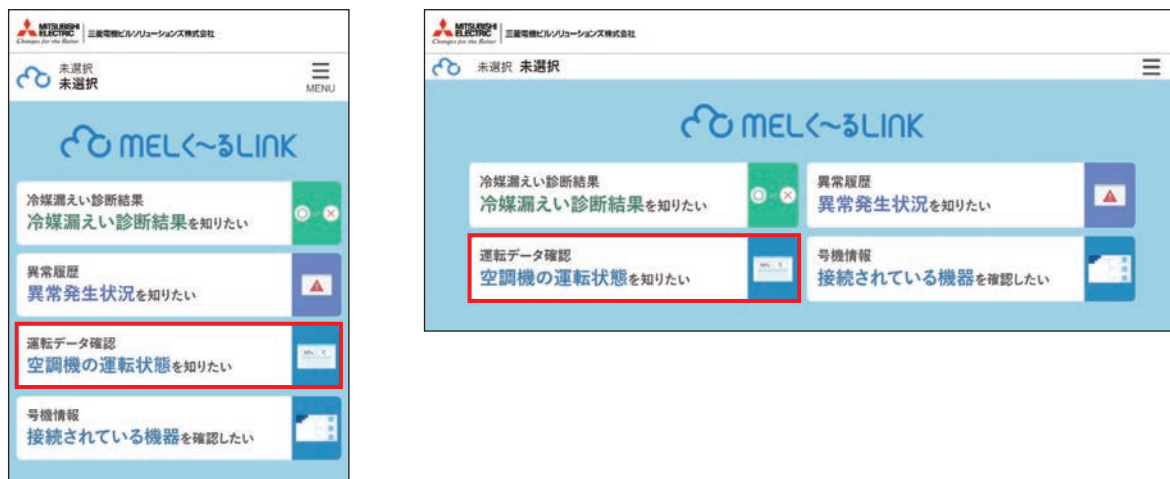 MITSUBISHI
ELECTRIC
Changes for the Better
三菱電機ビルソリューションズ株式会社
未選択
未選択
MENU
MELく～るLINK
冷媒漏えい診断結果
冷媒漏えい診断結果を知りたい
異常履歴
異常発生状況を知りたい
運転データ確認
空調機の運転状態を知りたい
号機情報
接続されている機器を確認したい
MITSUBISHI
ELECTRIC
Changes for the Better
三菱電機ビルソリューションズ株式会社
未選択 未選択
MELく～るLINK
冷媒漏えい診断結果
冷媒漏えい診断結果を知りたい
異常履歴
異常発生状況を知りたい
運転データ確認
空調機の運転状態を知りたい
号機情報
接続されている機器を確認したい